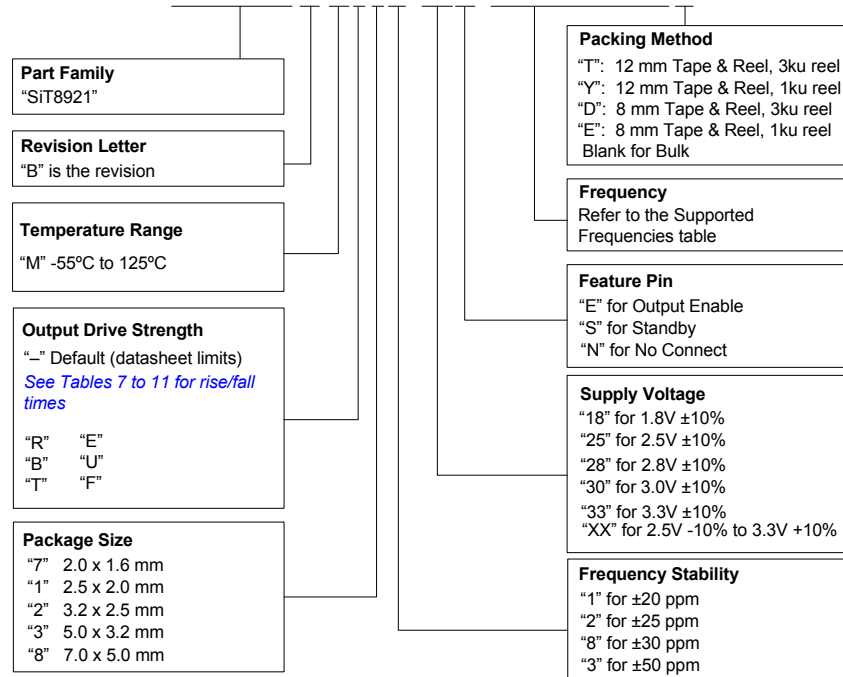 Part Family
“SiT8921”
Revision Letter
“B” is the revision
Temperature Range
“M” -55ºC to 125ºC
Output Drive Strength
“–” Default (datasheet limits)
See Tables 7 to 11 for rise/fall
times
“R” “E”
“B” “U”
“T” “F”
Package Size
“7” 2.0 x 1.6 mm
“1” 2.5 x 2.0 mm
“2” 3.2 x 2.5 mm
“3” 5.0 x 3.2 mm
“8” 7.0 x 5.0 mm
Packing Method
“T”: 12 mm Tape & Reel, 3ku reel
“Y”: 12 mm Tape & Reel, 1ku reel
“D”: 8 mm Tape & Reel, 3ku reel
“E”: 8 mm Tape & Reel, 1ku reel
Blank for Bulk
Frequency
Refer to the Supported
Frequencies table
Feature Pin
“E” for Output Enable
“S” for Standby
“N” for No Connect
Supply Voltage
“18” for 1.8V ±10%
“25” for 2.5V ±10%
“28” for 2.8V ±10%
“30” for 3.0V ±10%
“33” for 3.3V ±10%
“XX” for 2.5V -10% to 3.3V +10%
Frequency Stability
“1” for ±20 ppm
“2” for ±25 ppm
“8” for ±30 ppm
“3” for ±50 ppm